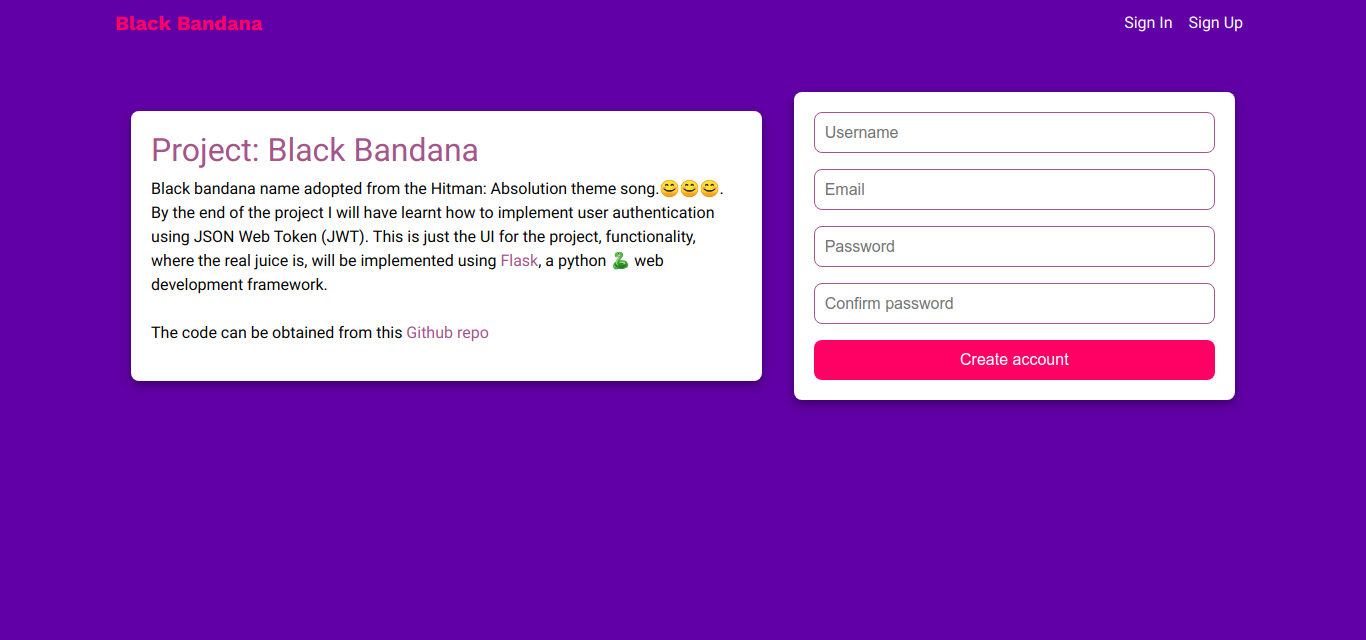 Black Bandana
Sign In
Sign Up
Project: Black Bandana
Black bandana name adopted from the Hitman: Absolution theme song.😊😊😊.
By the end of the project I will have learnt how to implement user authentication
using JSON Web Token (JWT). This is just the UI for the project, functionality,
where the real juice is, will be implemented using Flask, a python 🐍 web
development framework.
The code can be obtained from this Github repo
Username
Email
Password
Confirm password
Create account